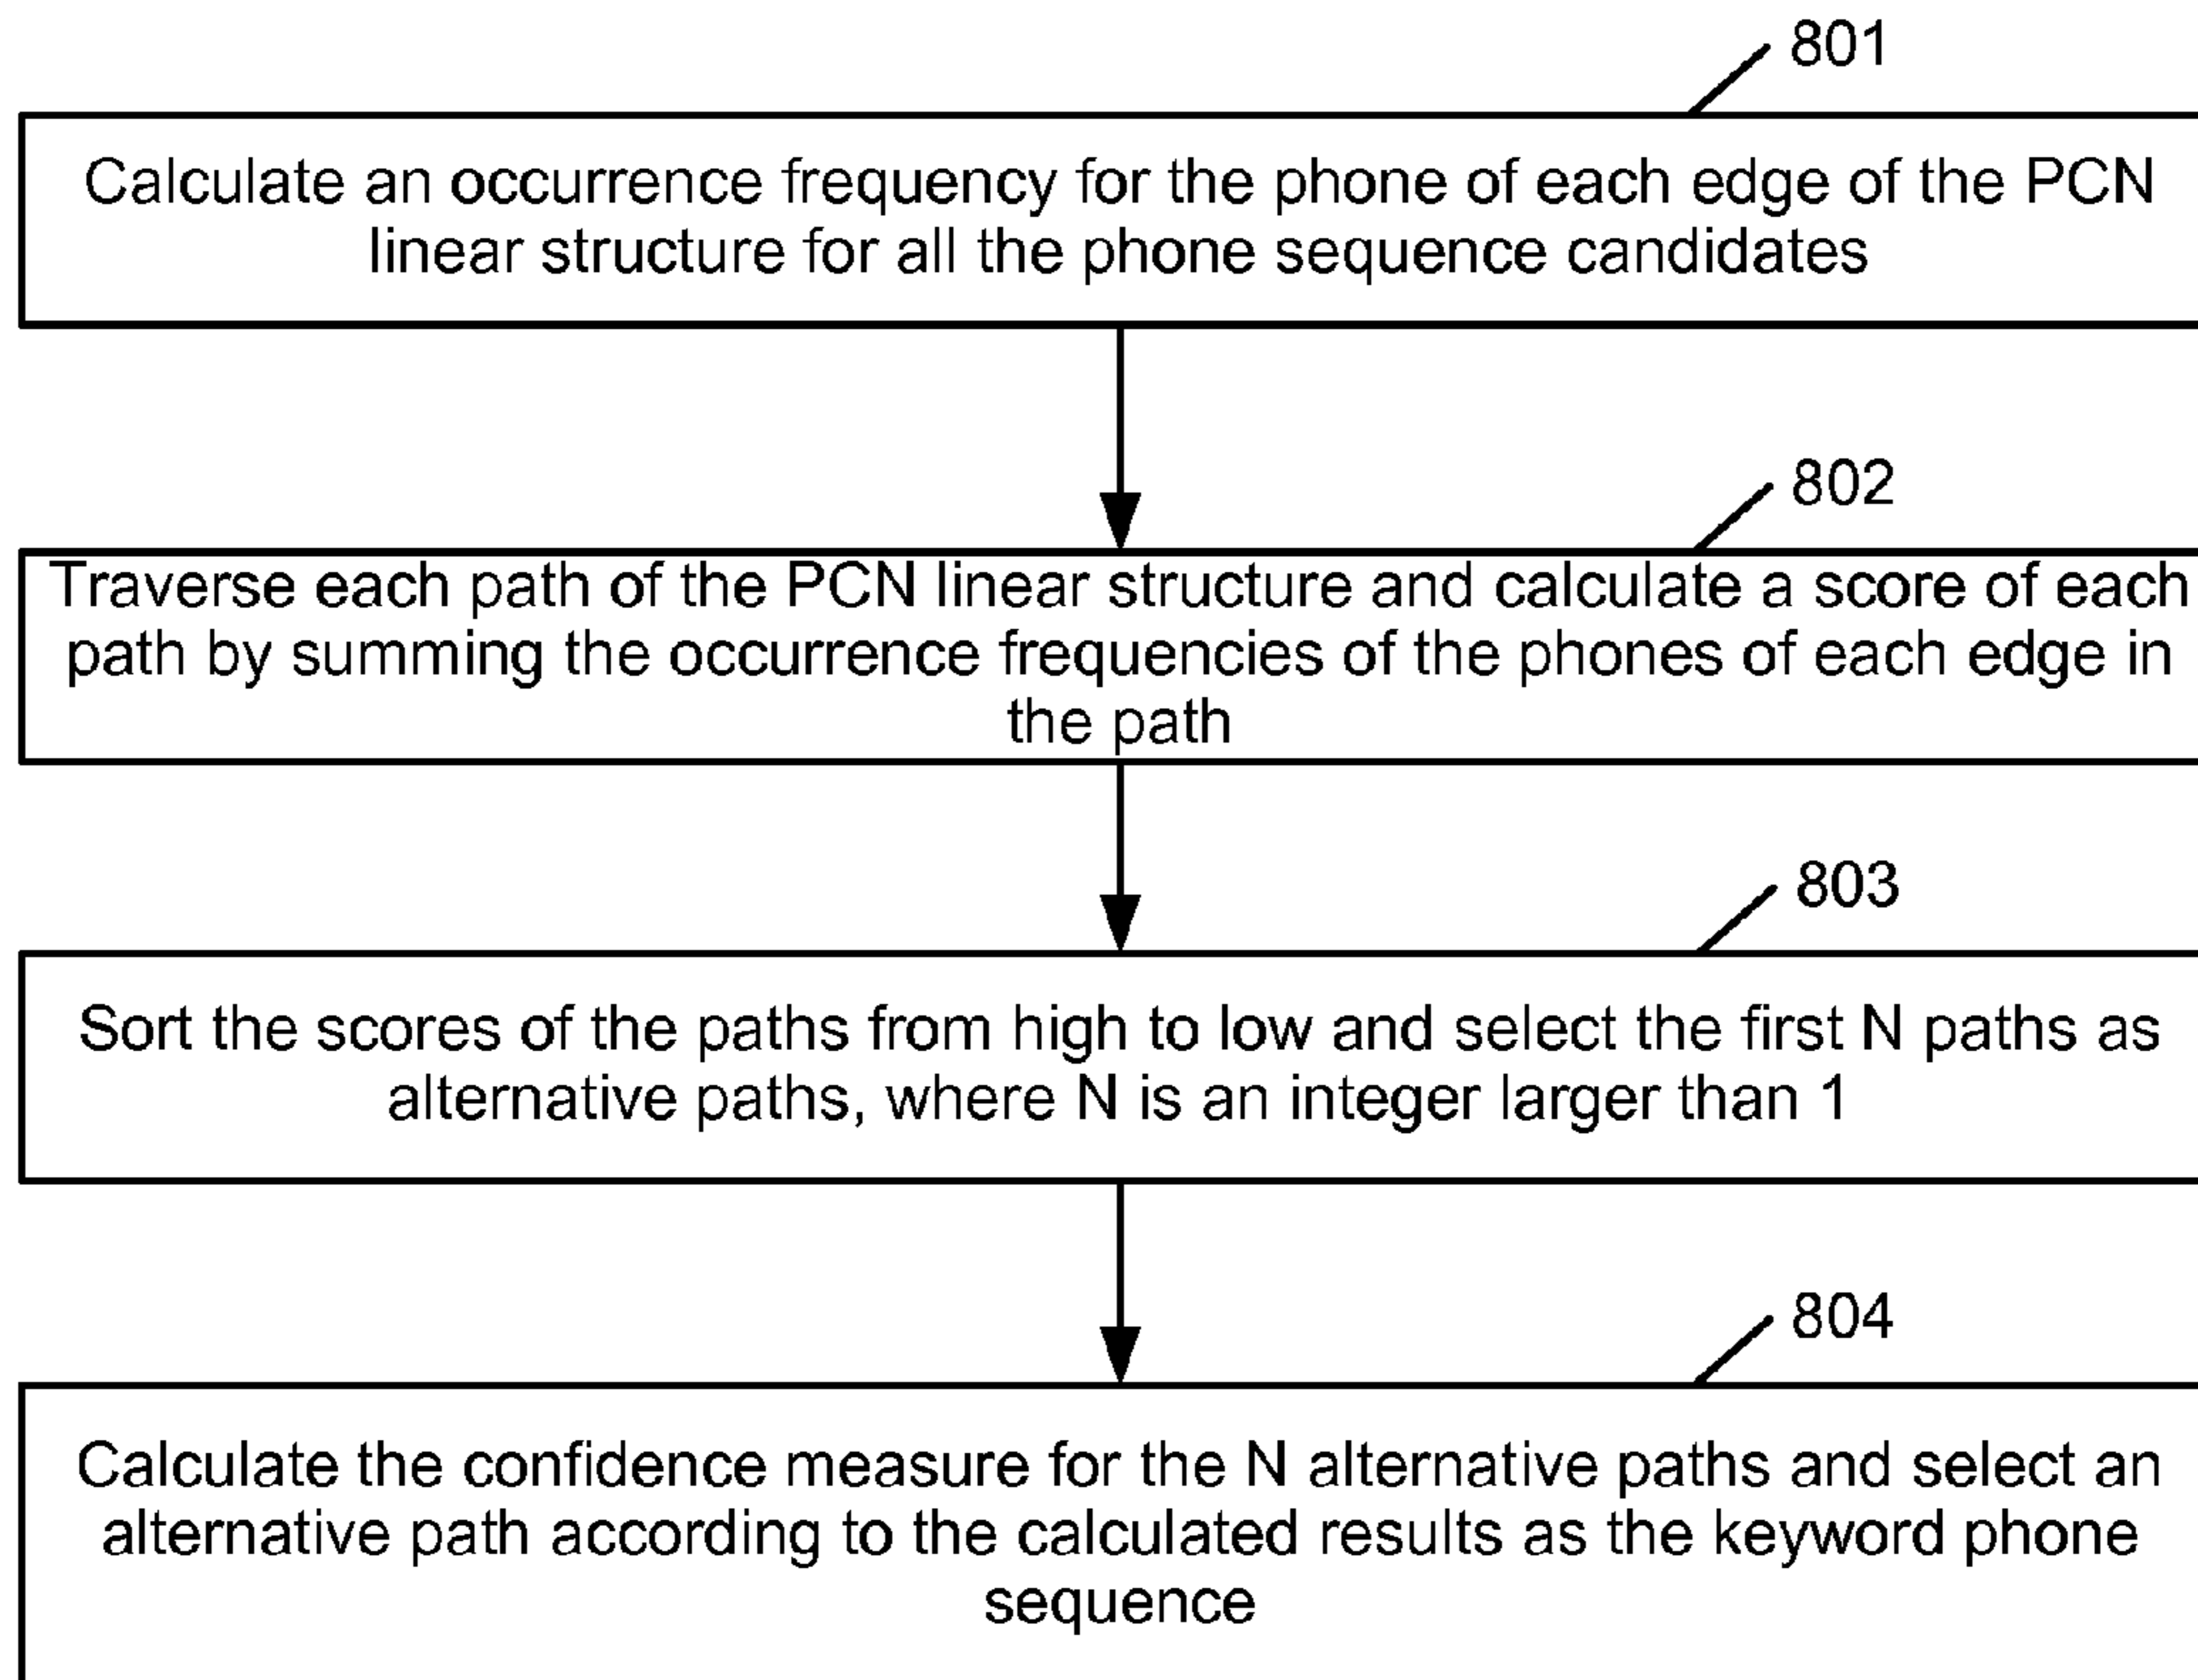 801
Calculate an occurrence frequency for the phone of each edge of the PCN
linear structure for all the phone sequence candidates
802
Traverse each path of the PCN linear structure and calculate a score of each
path by summing the occurrence frequencies of the phones of each edge in
the path
803
Sort the scores of the paths from high to low and select the first N paths as
alternative paths, where N is an integer larger than 1
804
Calculate the confidence measure for the N alternative paths and select an
alternative path according to the calculated results as the keyword phone
sequence